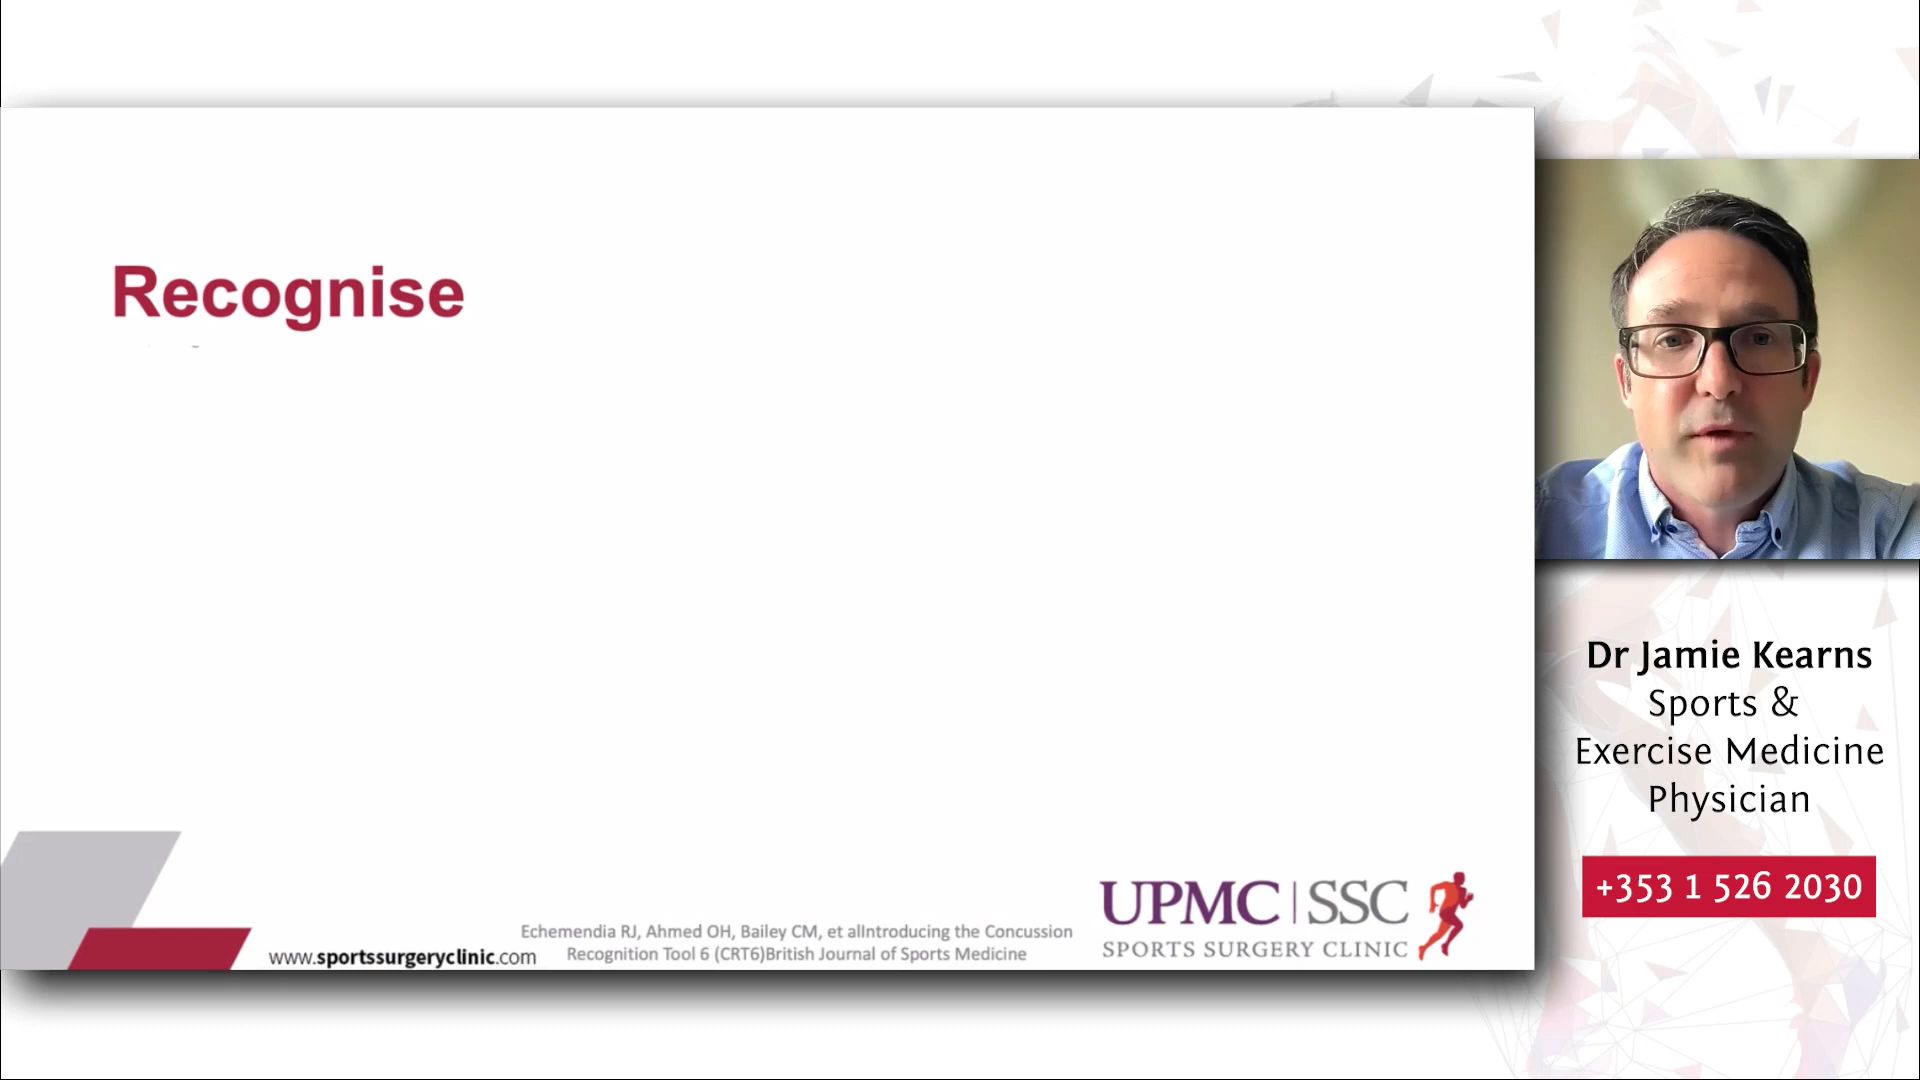 Recognise
Echemendia RJ, Ahmed OH, Bailey CM, et alIntroducing the Concussion
Recognition Tool 6 (CRT6)British Journal of Sports Medicine
www.sportssurgeryclinic.com
UPMC | SSC
SPORTS SURGERY CLINIC
Dr Jamie Kearns
Sports &
Exercise Medicine
Physician
+353 1 526 2030